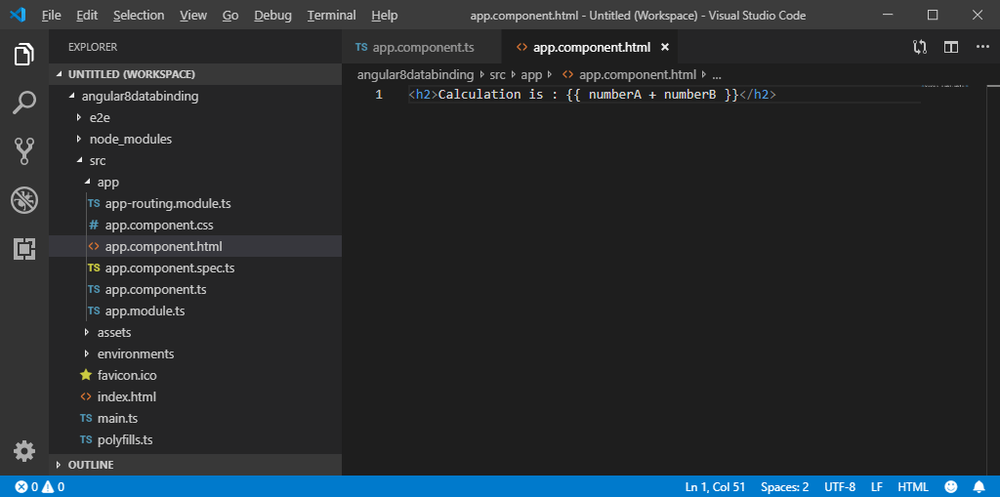 File Edit Selection View Go Debug Terminal Help app.component.html - Untitled (Workspace) - Visual Studio Code
EXPLORER
UNTITLED (WORKSPACE)
angular8databinding
e2e
node_modules
src
app
TS app-routing.module.ts
# app.component.css
<> app.component.html
TS app.component.spec.ts
TS app.component.ts
TS app.module.ts
assets
environments
favicon.ico
<> index.html
TS main.ts
TS polyfills.ts
OUTLINE
TS app.component.ts <> app.component.html ×
angular8databinding › src › app › <> app.component.html › ...
1 <h2>Calculation is : {{ numberA + numberB }}</h2>
0 0 Ln 1, Col 51 Spaces: 2 UTF-8 LF HTML